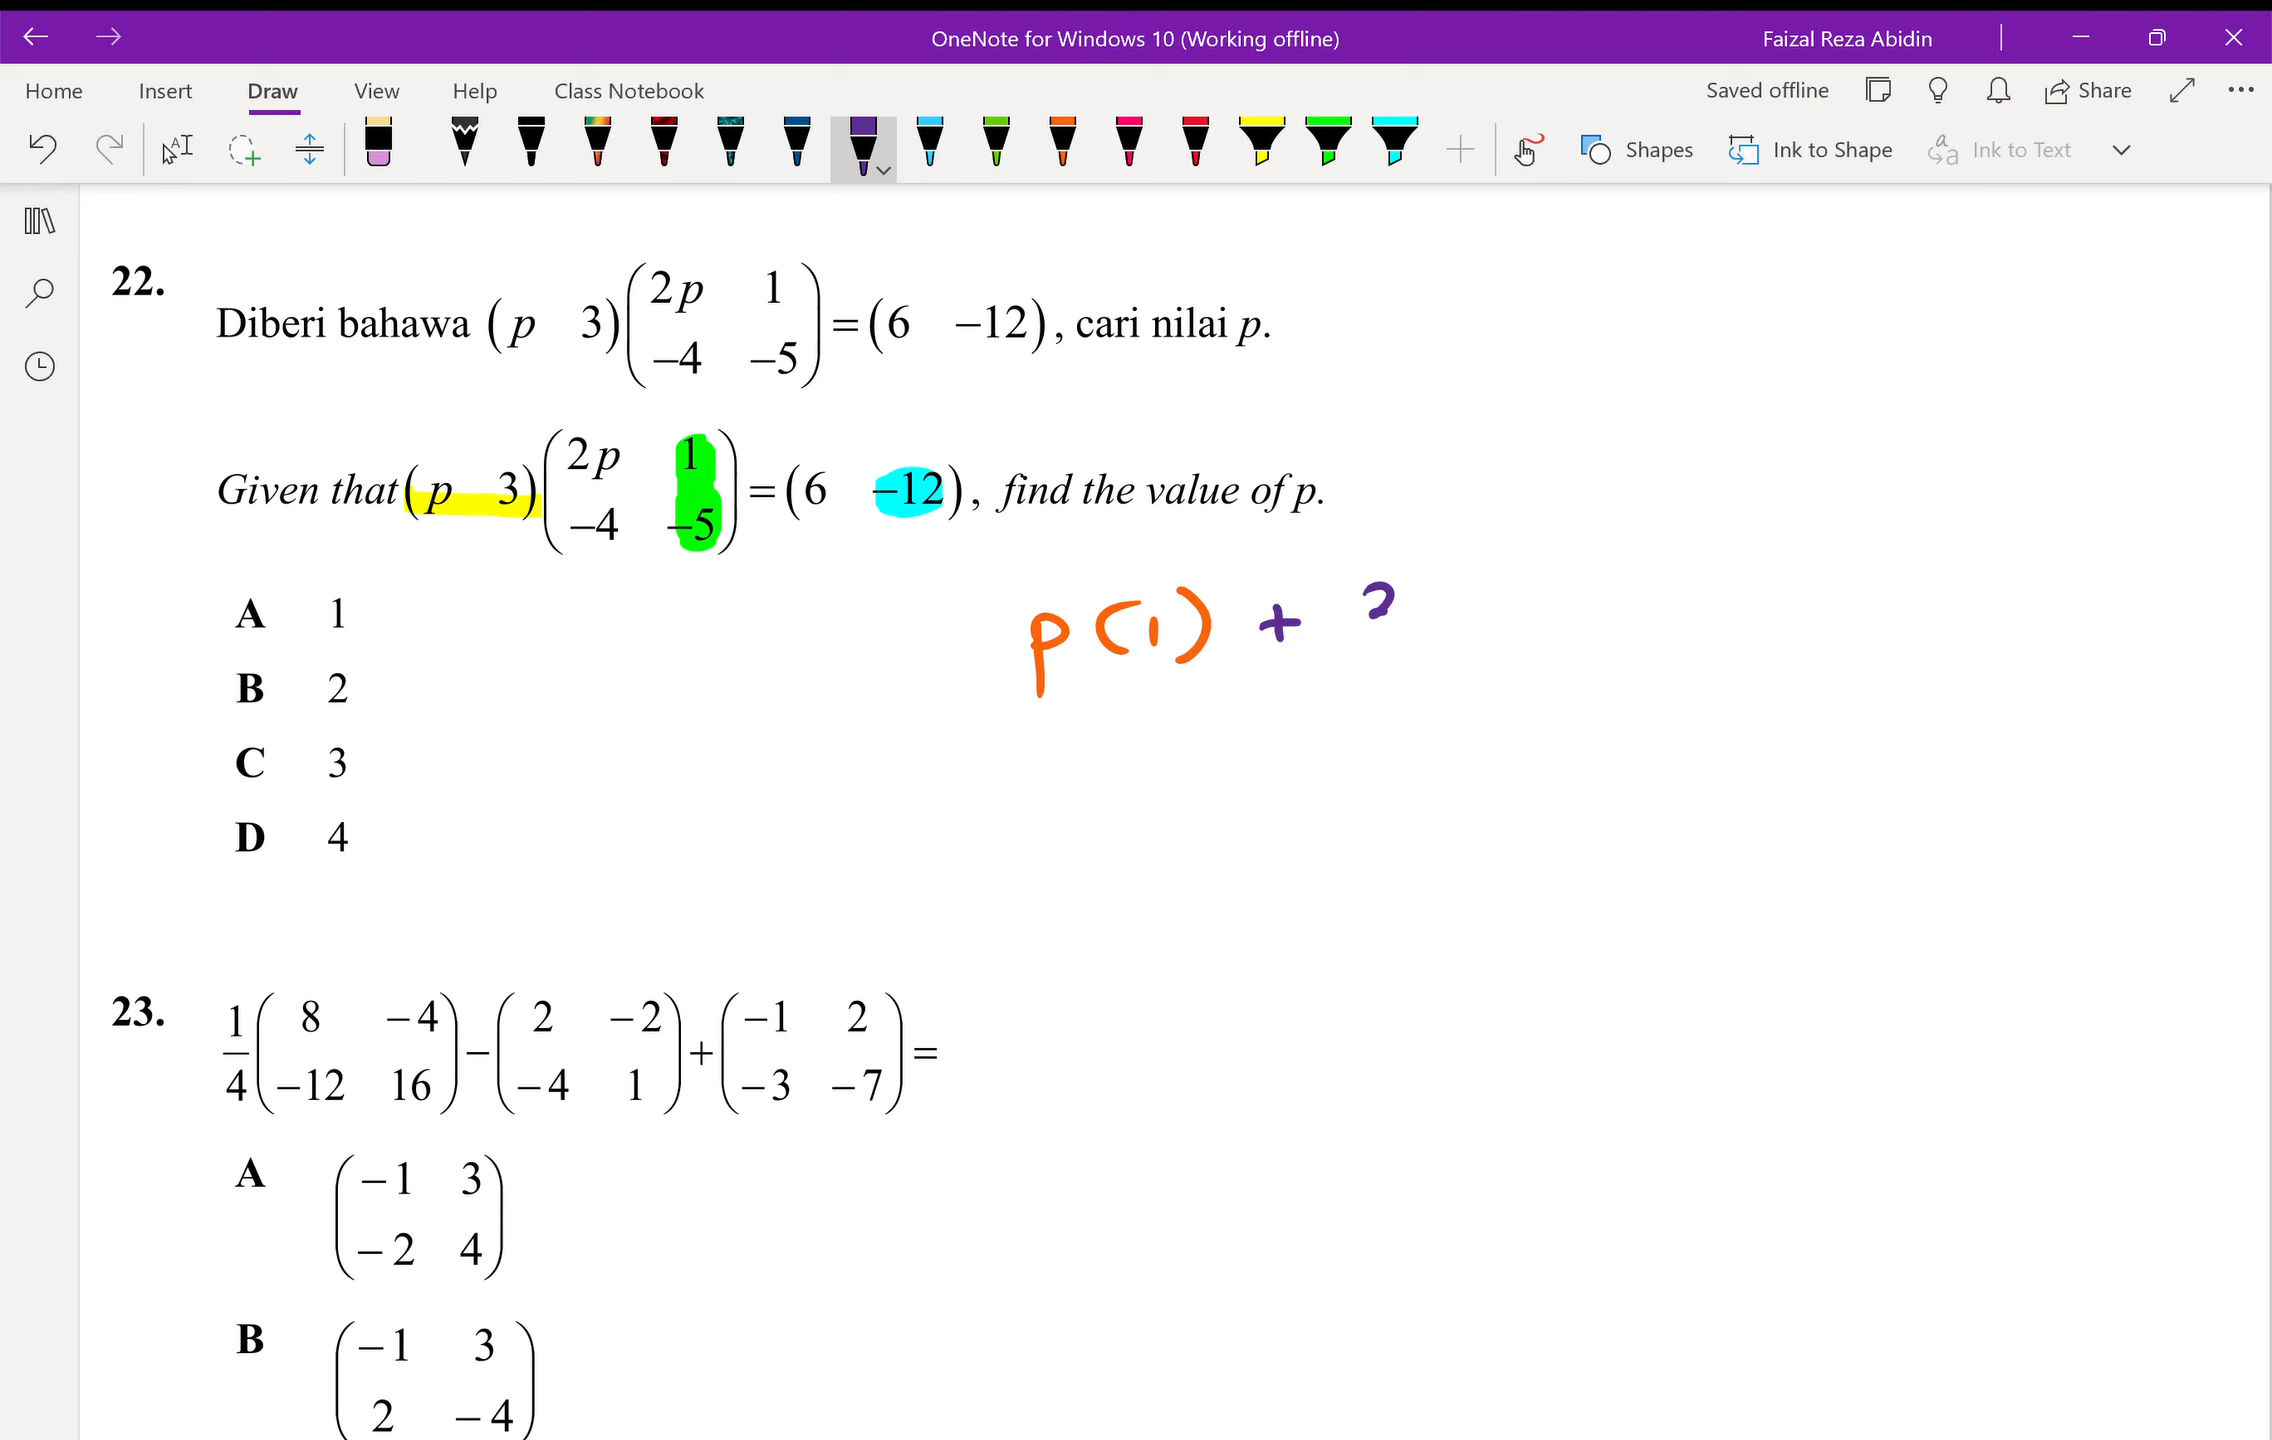 OneNote for Windows 10 (Working offline) Faizal Reza Abidin
Home Insert Draw View Help Class Notebook Saved offline Share
Shapes Ink to Shape Ink to Text
22.
Diberi bahawa (p 3)(2p 1
−4 −5) = (6 −12), cari nilai p.
Given that (p 3)(2p 1
−4 −5) = (6 −12), find the value of p.
p(1) +
A 1
B 2
C 3
D 4
23. 1/4 (8 −4
−12 16) − (2 −2
−4 1) + (−1 2
−3 −7) =
A (−1 3
−2 4)
B (−1 3
2 −4)